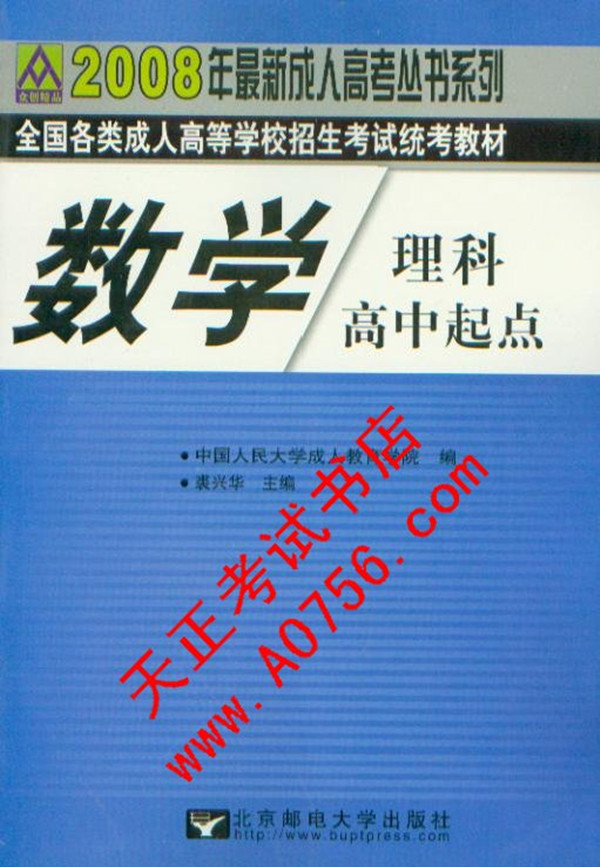 众创精品
2008年最新成人高考丛书系列
全国各类成人高等学校招生考试统考教材
数学
理科
高中起点
• 中国人民大学成人教育学院 编
• 裘兴华 主编
天正考试书店
www.A0756.com
北京邮电大学出版社
http://www.buptpress.com